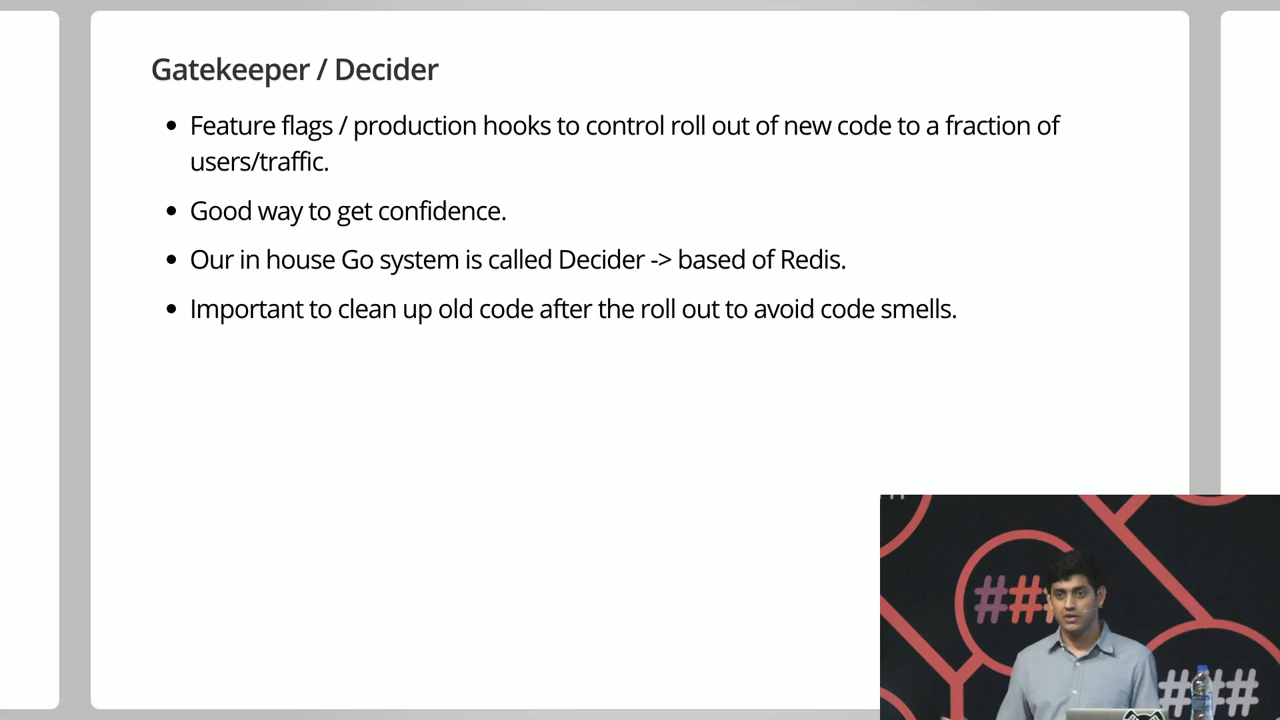 Gatekeeper / Decider
Feature flags / production hooks to control roll out of new code to a fraction of
users/traffic.
Good way to get confidence.
Our in house Go system is called Decider -> based of Redis.
Important to clean up old code after the roll out to avoid code smells.
##
###